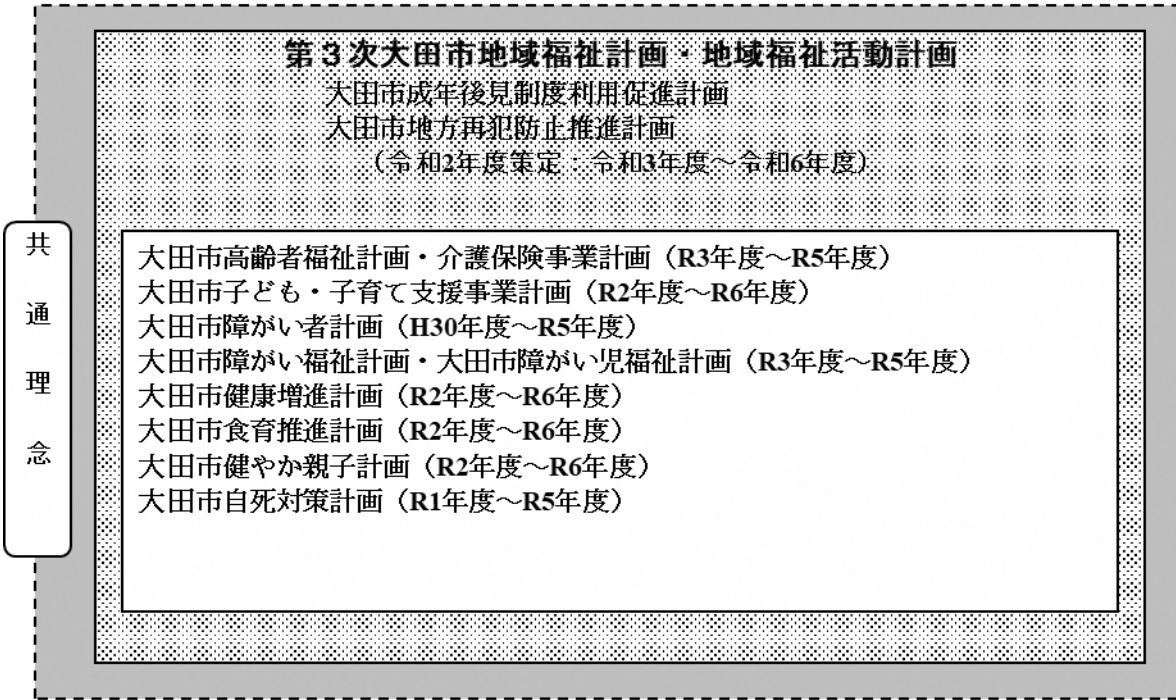 第３次大田市地域福祉計画・地域福祉活動計画
大田市成年後見制度利用促進計画
大田市地方再犯防止推進計画
（令和2年度策定：令和3年度～令和6年度）
共通理念
大田市高齢者福祉計画・介護保険事業計画（R3年度～R5年度）
大田市子ども・子育て支援事業計画（R2年度～R6年度）
大田市障がい者計画（H30年度～R5年度）
大田市障がい福祉計画・大田市障がい児福祉計画（R3年度～R5年度）
大田市健康増進計画（R2年度～R6年度）
大田市食育推進計画（R2年度～R6年度）
大田市健やか親子計画（R2年度～R6年度）
大田市自死対策計画（R1年度～R5年度）